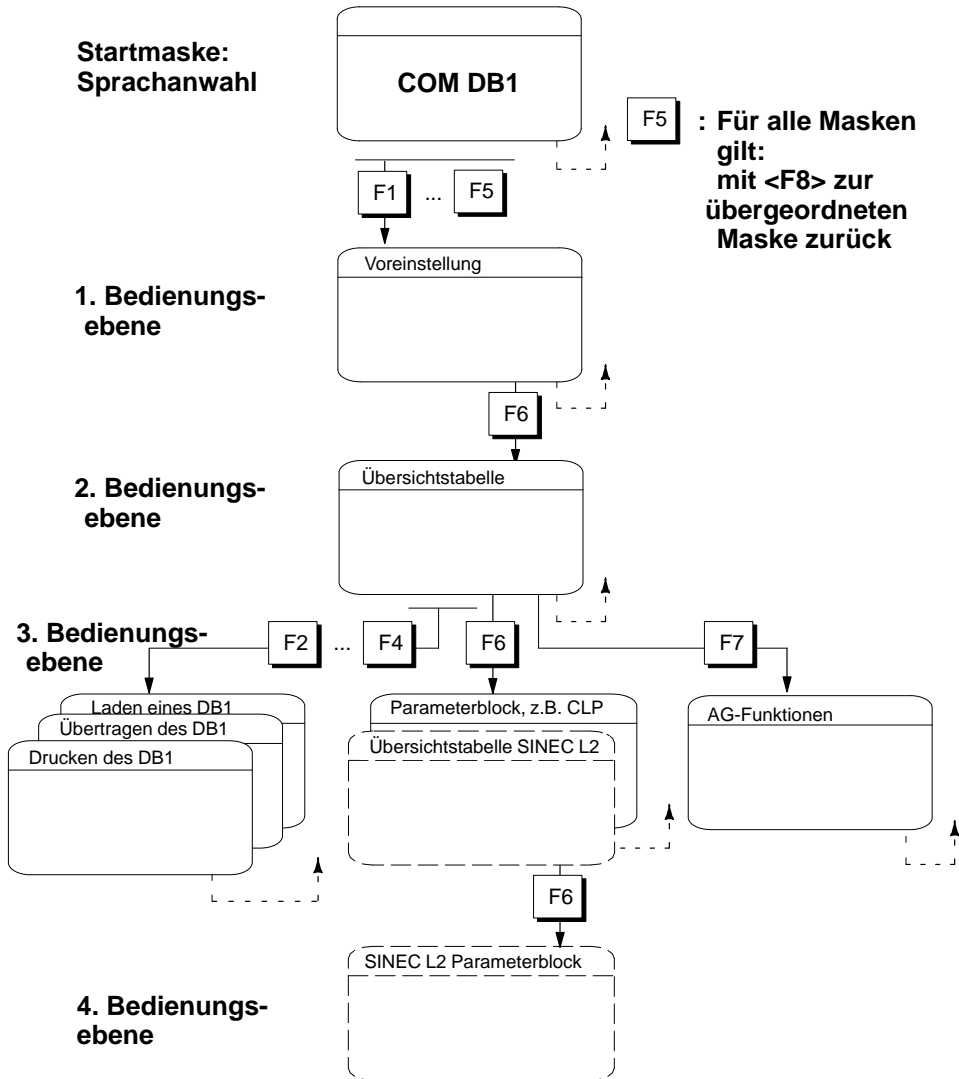 Startmaske:
Sprachanwahl
COM DB1
F5
: Für alle Masken
gilt:
mit <F8> zur
übergeordneten
Maske zurück
F1 ... F5
Voreinstellung
1. Bedienungs-
ebene
F6
Übersichtstabelle
2. Bedienungs-
ebene
3. Bedienungs-
ebene
F2 ... F4
F6
F7
Laden eines DB1
Übertragen des DB1
Drucken des DB1
Parameterblock, z.B. CLP
Übersichtstabelle SINEC L2
AG-Funktionen
F6
SINEC L2 Parameterblock
4. Bedienungs-
ebene